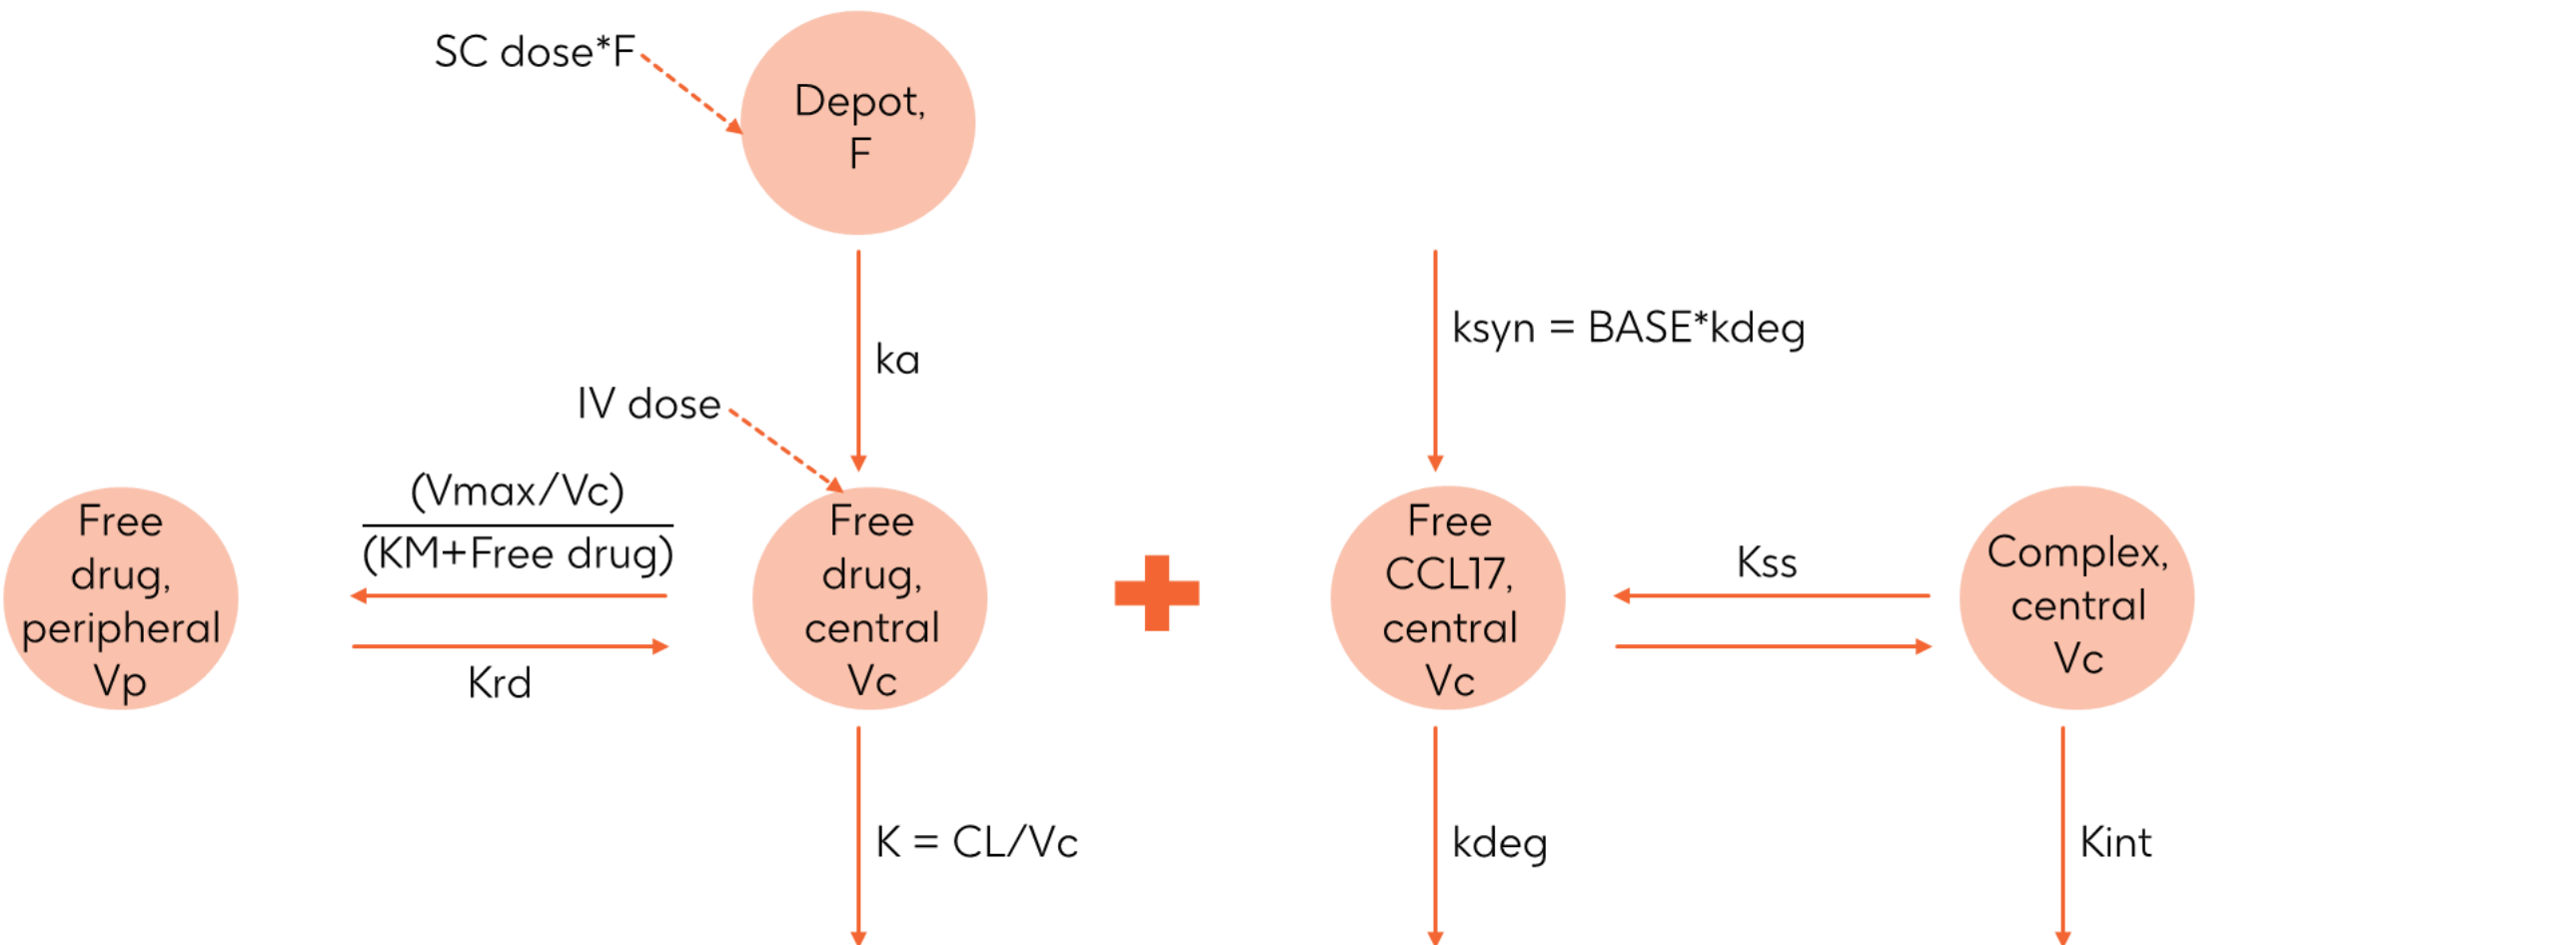 SC dose*F
Depot,
F
ka
ksyn = BASE*kdeg
IV dose
(Vmax/Vc)
(KM+Free drug)
Krd
Free
drug,
peripheral
Vp
Free
drug,
central
Vc
Free
CCL17,
central
Vc
Kss
Complex,
central
Vc
K = CL/Vc
kdeg
Kint